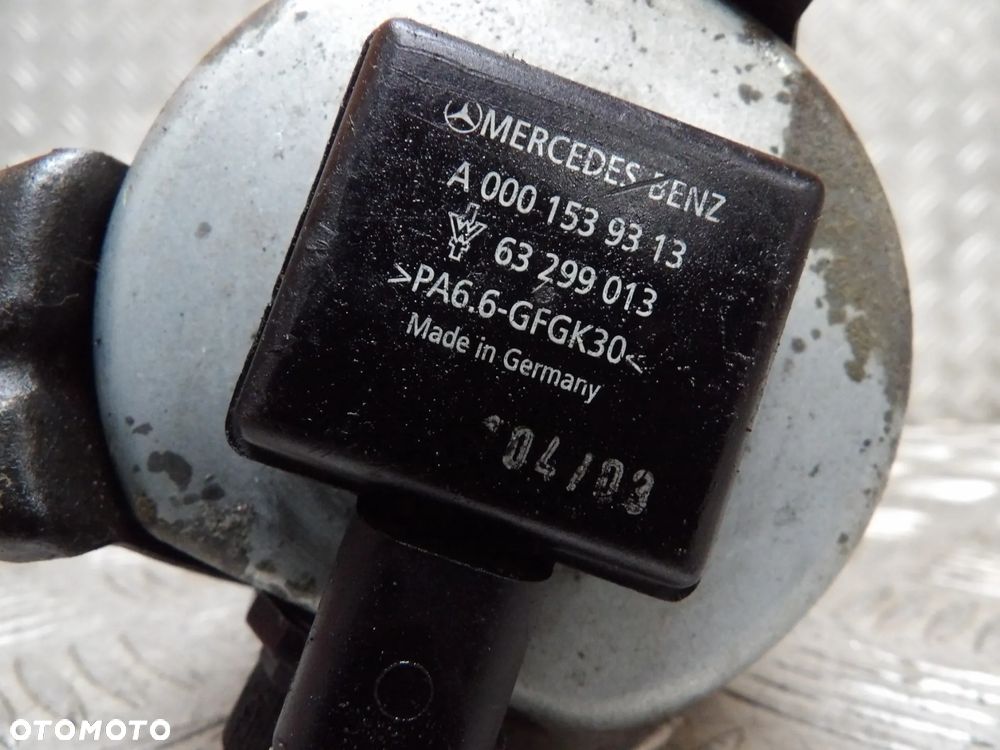 MERCEDES BENZ
A 000 153 93 13
63 299 013
>PA6.6-GFGK30<
Made in Germany
04/03
OTOMOTO